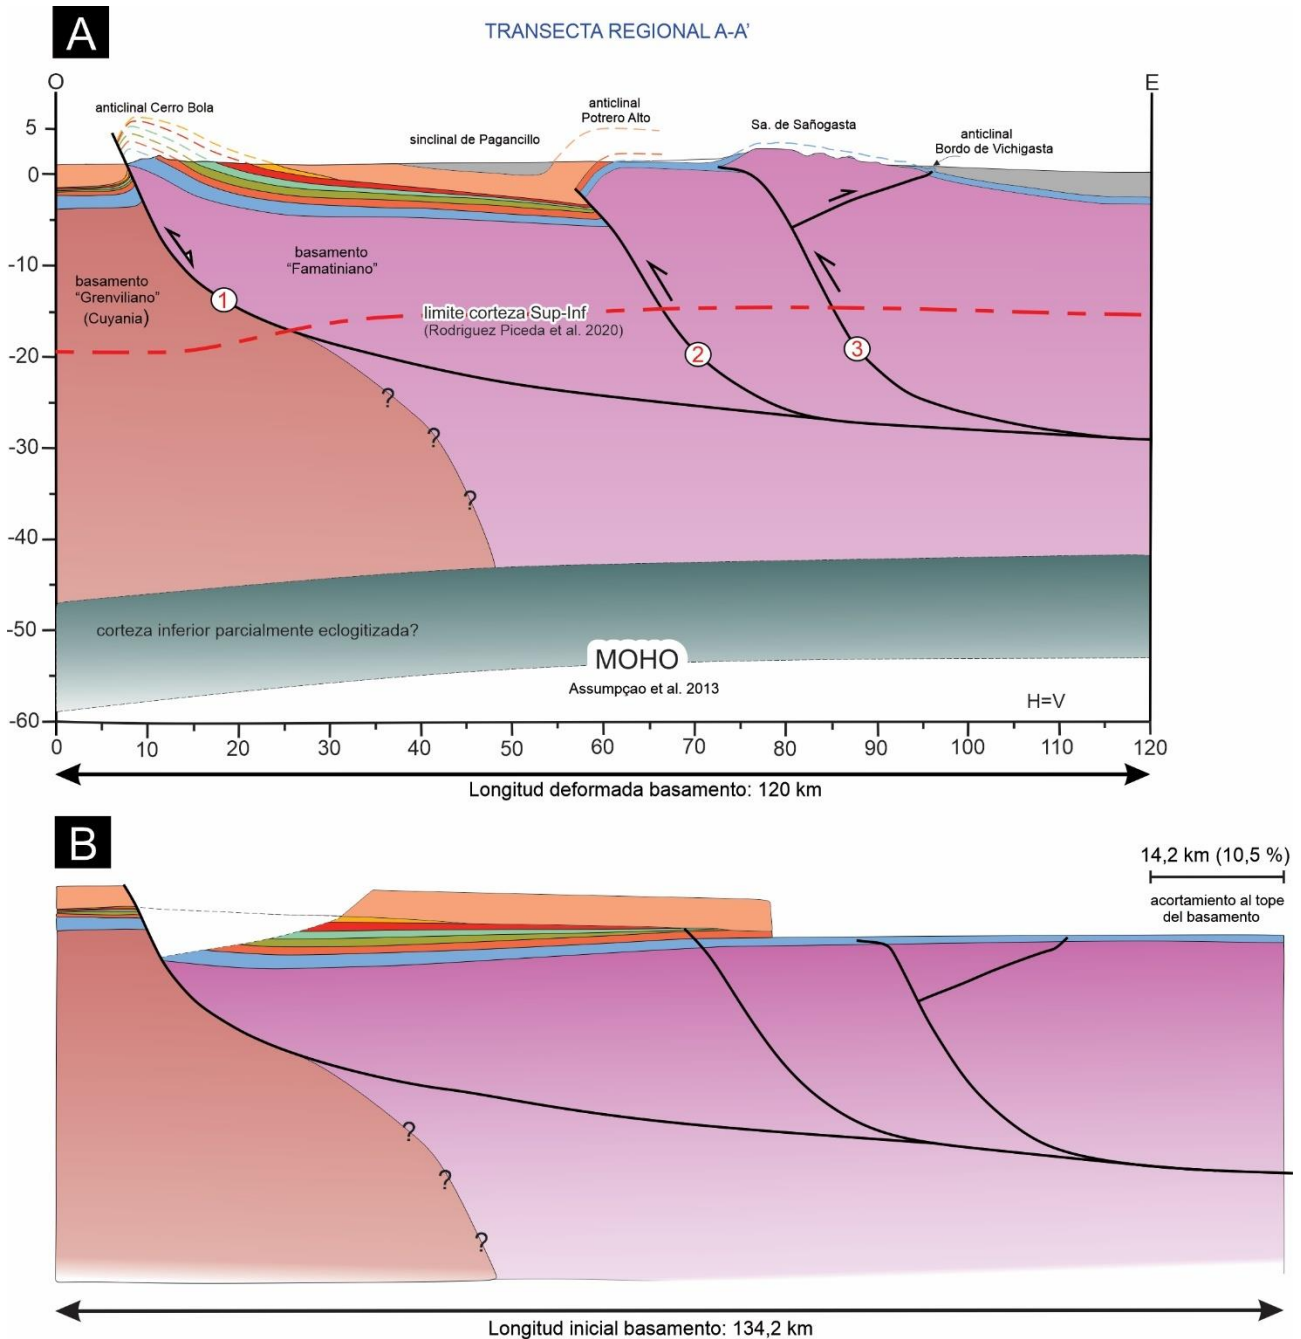 A
TRANSECTA REGIONAL A-A'
O
E
anticlinal Cerro Bola
anticlinal
Potrero Alto
sinclinal de Pagancillo
Sa. de Sañogasta
anticlinal
Bordo de Vichigasta
5
0
-10
-20
-30
-40
-50
-60
basamento
"Grenviliano"
(Cuyania)
basamento
"Famatiniano"
1
2
3
limite corteza Sup-Inf
(Rodriguez Piceda et al. 2020)
?
?
?
corteza inferior parcialmente eclogitizada?
MOHO
Assumpçao et al. 2013
H=V
0 10 20 30 40 50 60 70 80 90 100 110 120
Longitud deformada basamento: 120 km
B
14,2 km (10,5 %)
acortamiento al tope
del basamento
?
?
?
Longitud inicial basamento: 134,2 km